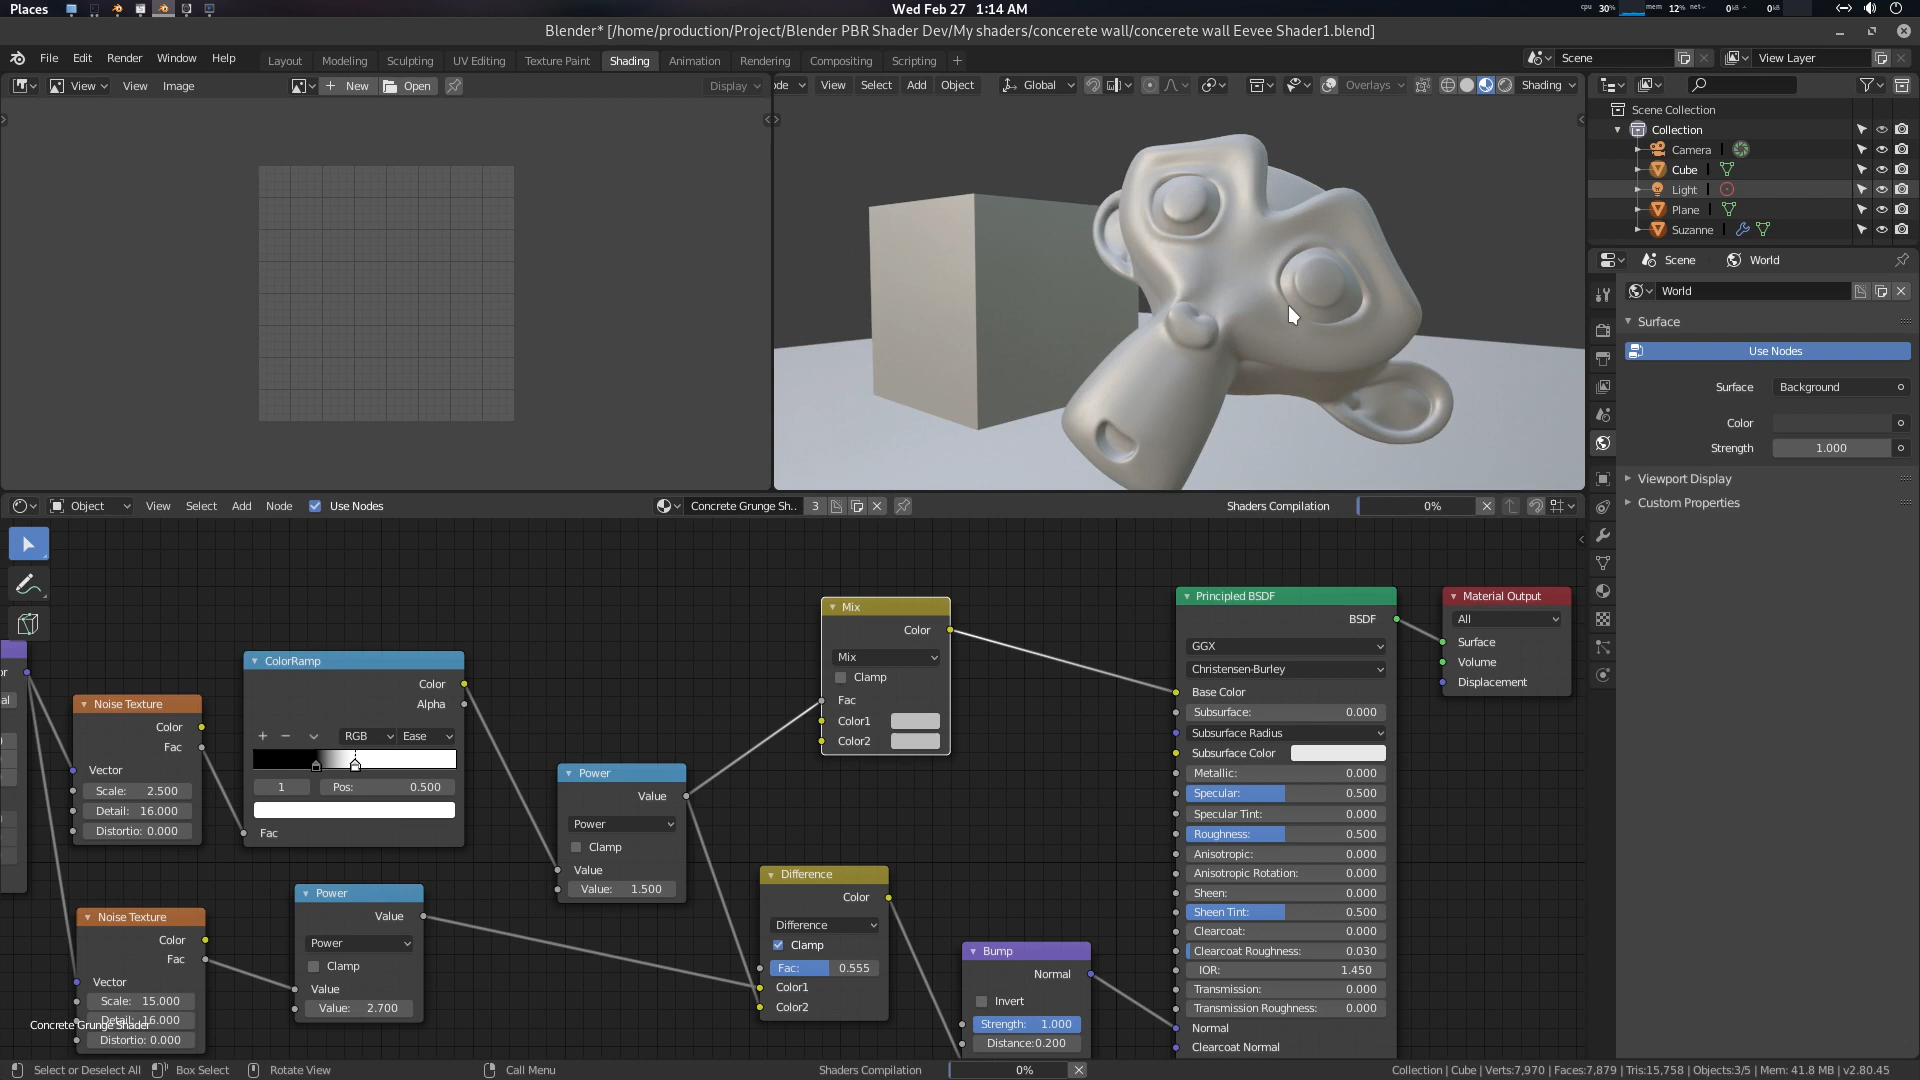 Places
Wed Feb 27 1:14 AM
cpu 30% mem 12% net 0kB 0kB
Blender* [/home/production/Project/Blender PBR Shader Dev/My shaders/concerete wall/concerete wall Eevee Shader1.blend]
File Edit Render Window Help
Layout Modeling Sculpting UV Editing Texture Paint Shading Animation Rendering Compositing Scripting +
Scene View Layer
View View Image New Open Display
de View Select Add Object Global Overlays Shading
Scene Collection
Collection
Camera
Cube
Light
Plane
Suzanne
Scene World
World
Surface
Use Nodes
Surface Background
Color
Strength 1.000
Viewport Display
Custom Properties
Object View Select Add Node Use Nodes Concrete Grunge Sh.. 3 Shaders Compilation 0%
Mix
Color
Mix
Clamp
Fac
Color1
Color2
Principled BSDF
BSDF
GGX
Christensen-Burley
Base Color
Subsurface: 0.000
Subsurface Radius
Subsurface Color
Metallic: 0.000
Specular: 0.500
Specular Tint: 0.000
Roughness: 0.500
Anisotropic: 0.000
Anisotropic Rotation: 0.000
Sheen: 0.000
Sheen Tint: 0.500
Clearcoat: 0.000
Clearcoat Roughness: 0.030
IOR: 1.450
Transmission: 0.000
Transmission Roughness: 0.000
Normal
Clearcoat Normal
Material Output
All
Surface
Volume
Displacement
al
Noise Texture
Color
Fac
Vector
Scale: 2.500
Detail: 16.000
Distortio: 0.000
ColorRamp
Color
Alpha
RGB Ease
1 Pos: 0.500
Fac
Power
Value
Power
Clamp
Value
Value: 1.500
Noise Texture
Color
Fac
Vector
Scale: 15.000
Detail: 16.000
Distortio: 0.000
Concrete Grunge Shader
Power
Value
Power
Clamp
Value
Value: 2.700
Difference
Color
Difference
Clamp
Fac: 0.555
Color1
Color2
Bump
Normal
Invert
Strength: 1.000
Distance:0.200
Select or Deselect All Box Select Rotate View Call Menu Shaders Compilation 0% Collection | Cube | Verts:7,970 | Faces:7,879 | Tris:15,758 | Objects:3/5 | Mem: 41.8 MB | v2.80.45